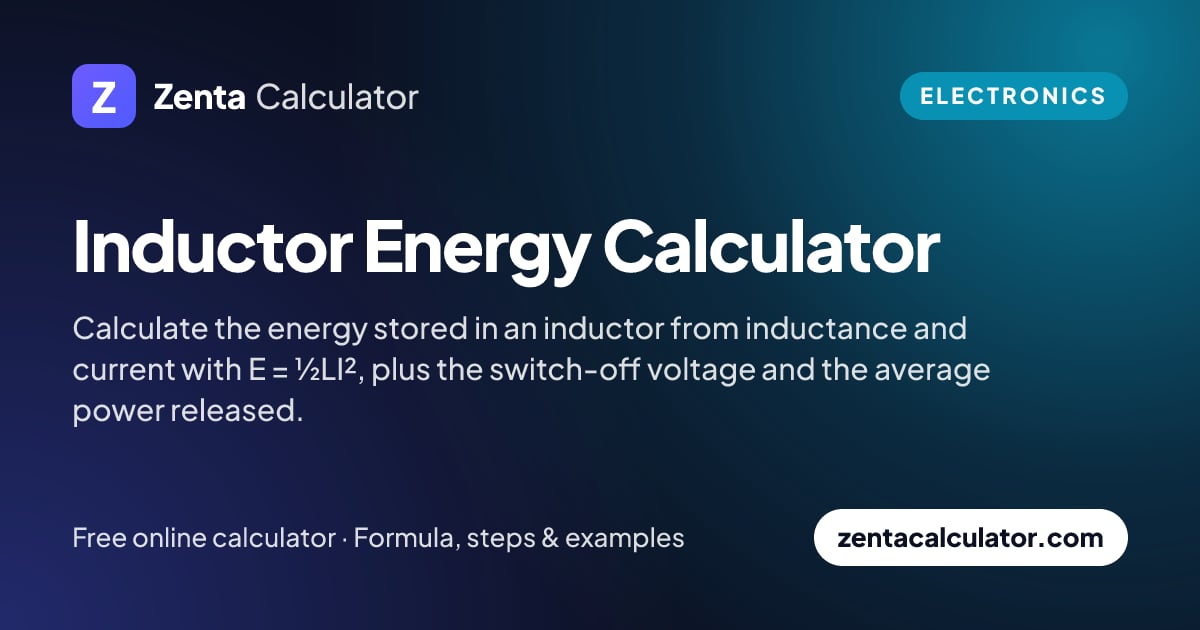 Z Zenta Calculator
ELECTRONICS
Inductor Energy Calculator
Calculate the energy stored in an inductor from inductance and
current with E = ½LI², plus the switch-off voltage and the average
power released.
Free online calculator · Formula, steps & examples
zentacalculator.com